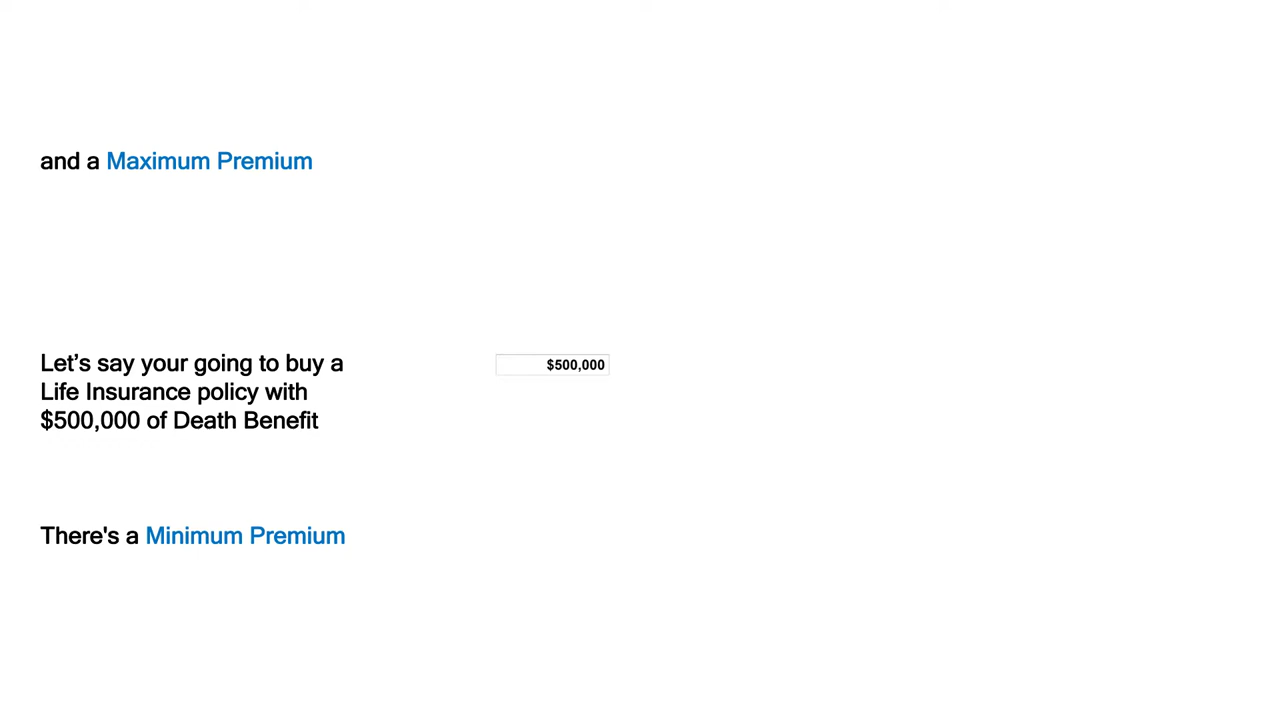 and a Maximum Premium
Let’s say your going to buy a
Life Insurance policy with
$500,000 of Death Benefit
$500,000
There's a Minimum Premium